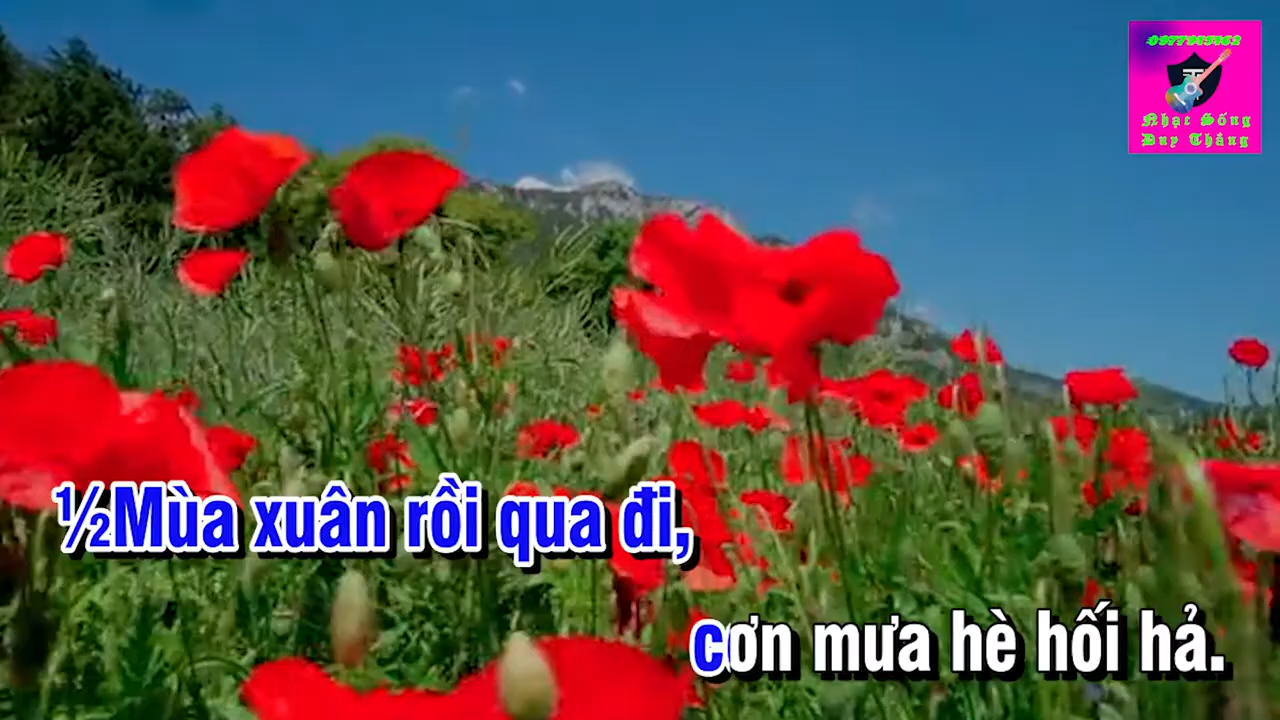 Nhạc Sống
Duy Thắng
½Mùa xuân rồi qua đi,
cơn mưa hè hối hả.